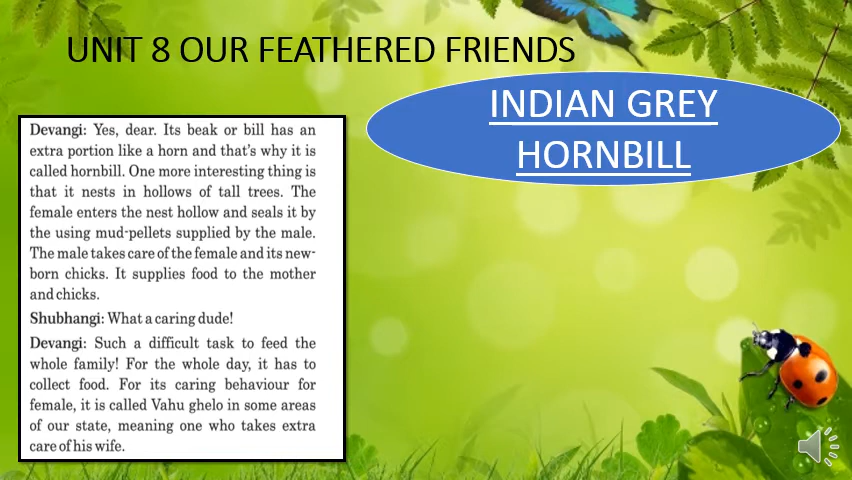 UNIT 8 OUR FEATHERED FRIENDS
INDIAN GREY
HORNBILL
Devangi: Yes, dear. Its beak or bill has an
extra portion like a horn and that's why it is
called hornbill. One more interesting thing is
that it nests in hollows of tall trees. The
female enters the nest hollow and seals it by
the using mud-pellets supplied by the male.
The male takes care of the female and its new-
born chicks. It supplies food to the mother
and chicks.
Shubhangi: What a caring dude!
Devangi: Such a difficult task to feed the
whole family! For the whole day, it has to
collect food. For its caring behaviour for
female, it is called Vahu ghelo in some areas
of our state, meaning one who takes extra
care of his wife.